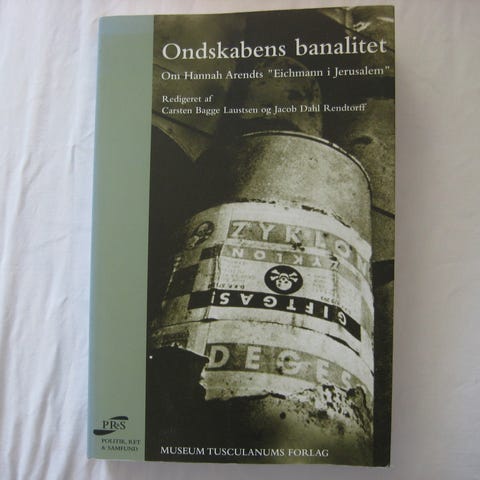 Ondskabens banalitet
Om Hannah Arendts "Eichmann i Jerusalem"
Redigeret af
Carsten Bagge Laustsen og Jacob Dahl Rendtorff
ZYKLON
ZYKLON
GIFTGAS!
DEGES
PReS
POLITIK, RET
& SAMFUND
MUSEUM TUSCULANUMS FORLAG